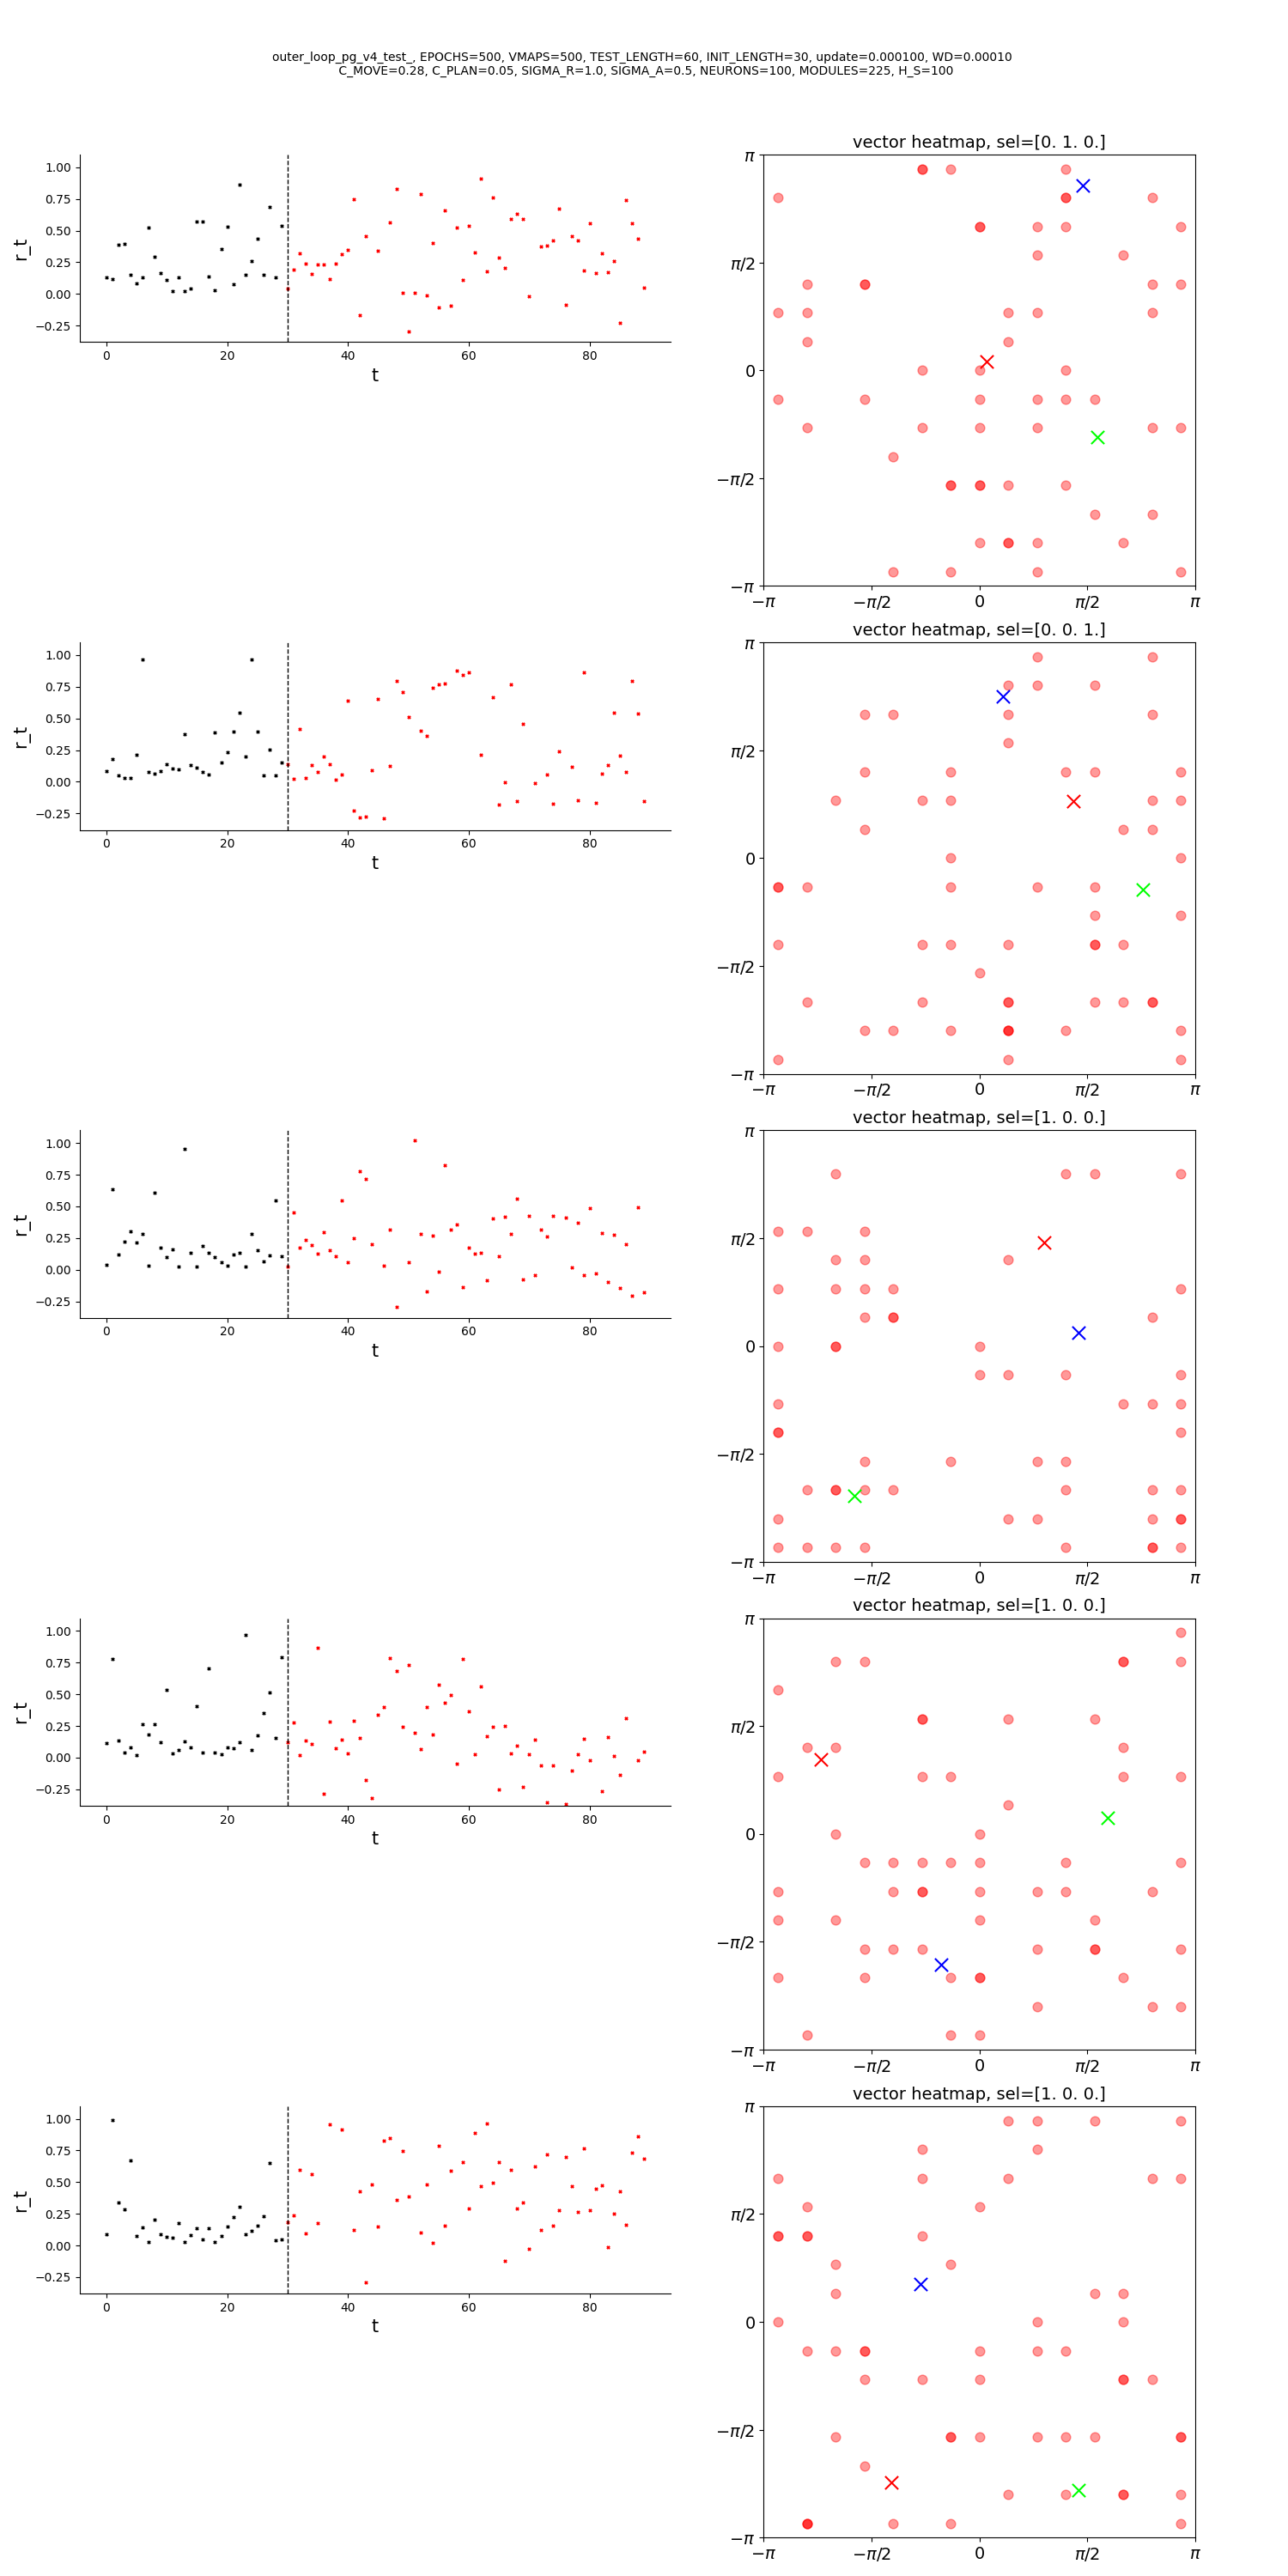 outer_loop_pg_v4_test_, EPOCHS=500, VMAPS=500, TEST_LENGTH=60, INIT_LENGTH=30, update=0.000100, WD=0.00010
C_MOVE=0.28, C_PLAN=0.05, SIGMA_R=1.0, SIGMA_A=0.5, NEURONS=100, MODULES=225, H_S=100
1.00
0.75
0.50
0.25
0.00
−0.25
r_t
0 20 40 60 80
t
vector heatmap, sel=[0. 1. 0.]
π
π/2
0
−π/2
−π
−π −π/2 0 π/2 π
1.00
0.75
0.50
0.25
0.00
−0.25
r_t
0 20 40 60 80
t
vector heatmap, sel=[0. 0. 1.]
π
π/2
0
−π/2
−π
−π −π/2 0 π/2 π
1.00
0.75
0.50
0.25
0.00
−0.25
r_t
0 20 40 60 80
t
vector heatmap, sel=[1. 0. 0.]
π
π/2
0
−π/2
−π
−π −π/2 0 π/2 π
1.00
0.75
0.50
0.25
0.00
−0.25
r_t
0 20 40 60 80
t
vector heatmap, sel=[1. 0. 0.]
π
π/2
0
−π/2
−π
−π −π/2 0 π/2 π
1.00
0.75
0.50
0.25
0.00
−0.25
r_t
0 20 40 60 80
t
vector heatmap, sel=[1. 0. 0.]
π
π/2
0
−π/2
−π
−π −π/2 0 π/2 π